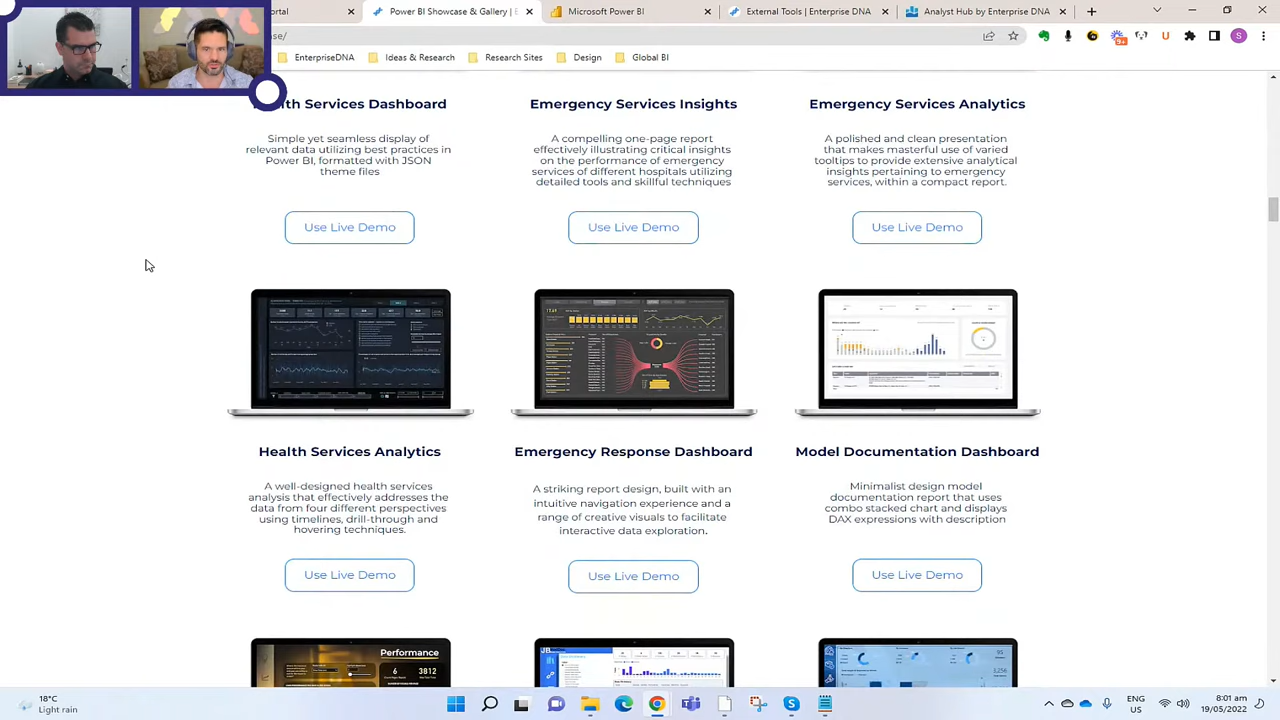 ortal
Power BI Showcase & Gallery | E
Microsoft Power BI
External Tools | Enterprise DNA
Analyst Hub by Enterprise DNA
ase/
9+
S
EnterpriseDNA
Ideas & Research
Research Sites
Design
Global BI
th Services Dashboard
Simple yet seamless display of
relevant data utilizing best practices in
Power BI, formatted with JSON
theme files
Use Live Demo
Emergency Services Insights
A compelling one-page report
effectively illustrating critical insights
on the performance of emergency
services of different hospitals utilizing
detailed tools and skillful techniques
Use Live Demo
Emergency Services Analytics
A polished and clean presentation
that makes masterful use of varied
tooltips to provide extensive analytical
insights pertaining to emergency
services, within a compact report.
Use Live Demo
Health Services Analytics
A well-designed health services
analysis that effectively addresses the
data from four different perspectives
using timelines, drill-through and
hovering techniques.
Use Live Demo
Emergency Response Dashboard
A striking report design, built with an
intuitive navigation experience and a
range of creative visuals to facilitate
interactive data exploration.
Use Live Demo
Model Documentation Dashboard
Minimalist design model
documentation report that uses
combo stacked chart and displays
DAX expressions with description
Use Live Demo
Performance
6 3812
JB
95
18°C
Light rain
ENG
US
8:01 am
19/05/2022